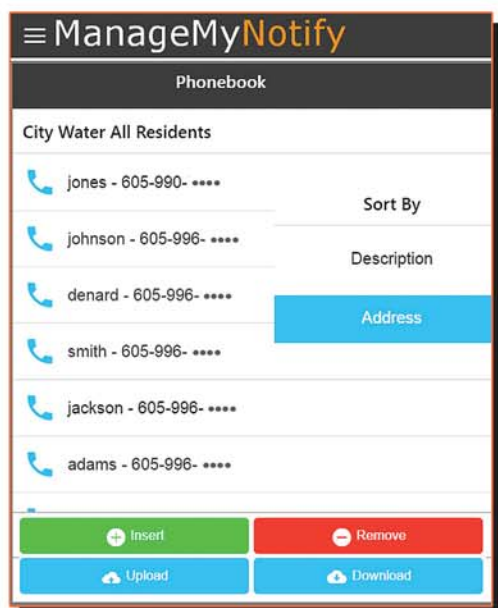 ManageMyNotify
Phonebook
City Water All Residents
jones - 605-990- ••••
johnson - 605-996- ••••
denard - 605-996- ••••
smith - 605-996- ••••
jackson - 605-996- ••••
adams - 605-996- ••••
Sort By
Description
Address
Insert
Remove
Upload
Download